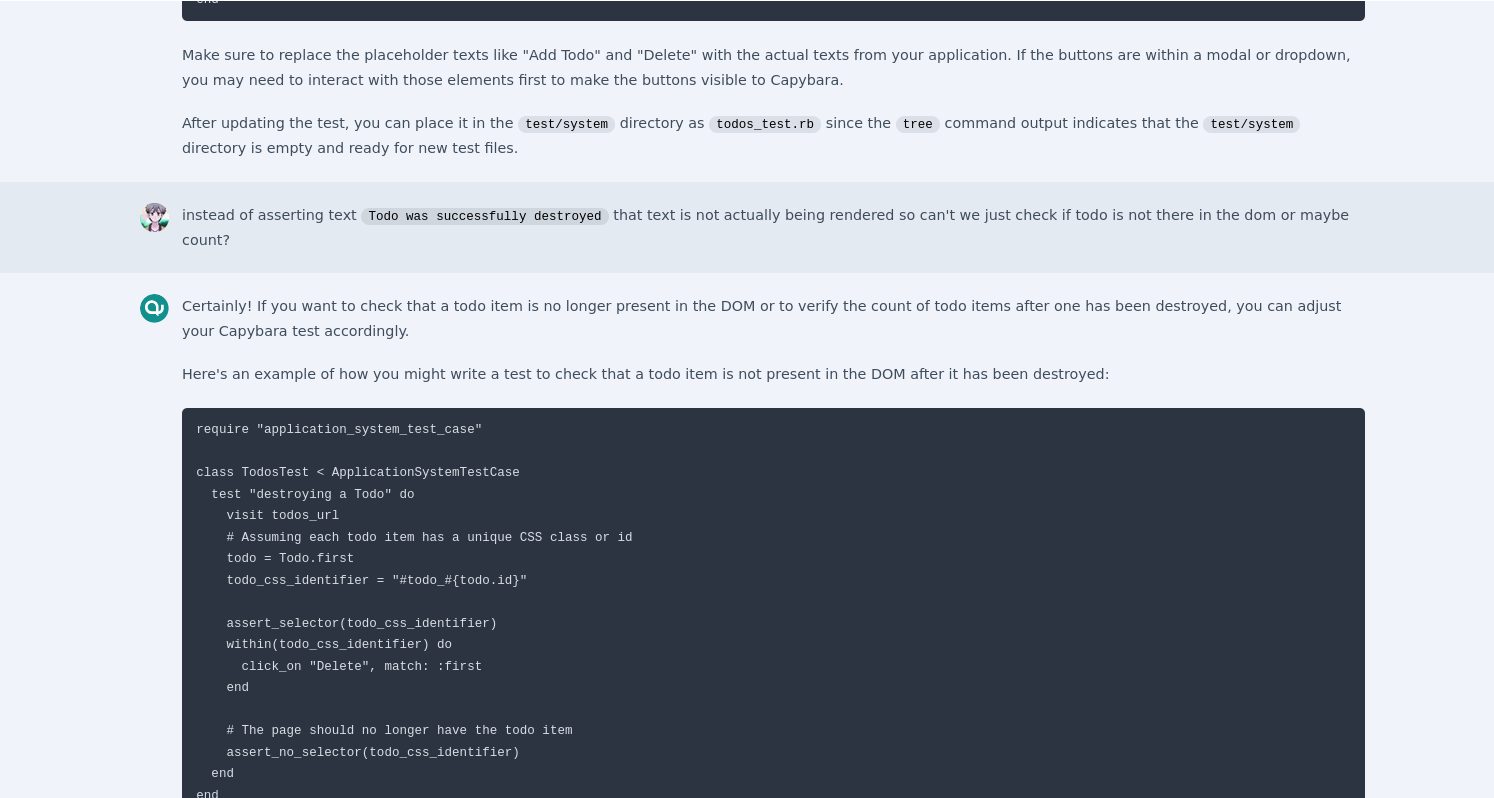 end
Make sure to replace the placeholder texts like "Add Todo" and "Delete" with the actual texts from your application. If the buttons are within a modal or dropdown,
you may need to interact with those elements first to make the buttons visible to Capybara.
After updating the test, you can place it in the test/system directory as todos_test.rb since the tree command output indicates that the test/system
directory is empty and ready for new test files.
instead of asserting text Todo was successfully destroyed that text is not actually being rendered so can't we just check if todo is not there in the dom or maybe
count?
Certainly! If you want to check that a todo item is no longer present in the DOM or to verify the count of todo items after one has been destroyed, you can adjust
your Capybara test accordingly.
Here's an example of how you might write a test to check that a todo item is not present in the DOM after it has been destroyed:
require "application_system_test_case"
class TodosTest < ApplicationSystemTestCase
  test "destroying a Todo" do
    visit todos_url
    # Assuming each todo item has a unique CSS class or id
    todo = Todo.first
    todo_css_identifier = "#todo_#{todo.id}"
    assert_selector(todo_css_identifier)
    within(todo_css_identifier) do
      click_on "Delete", match: :first
    end
    # The page should no longer have the todo item
    assert_no_selector(todo_css_identifier)
  end
end